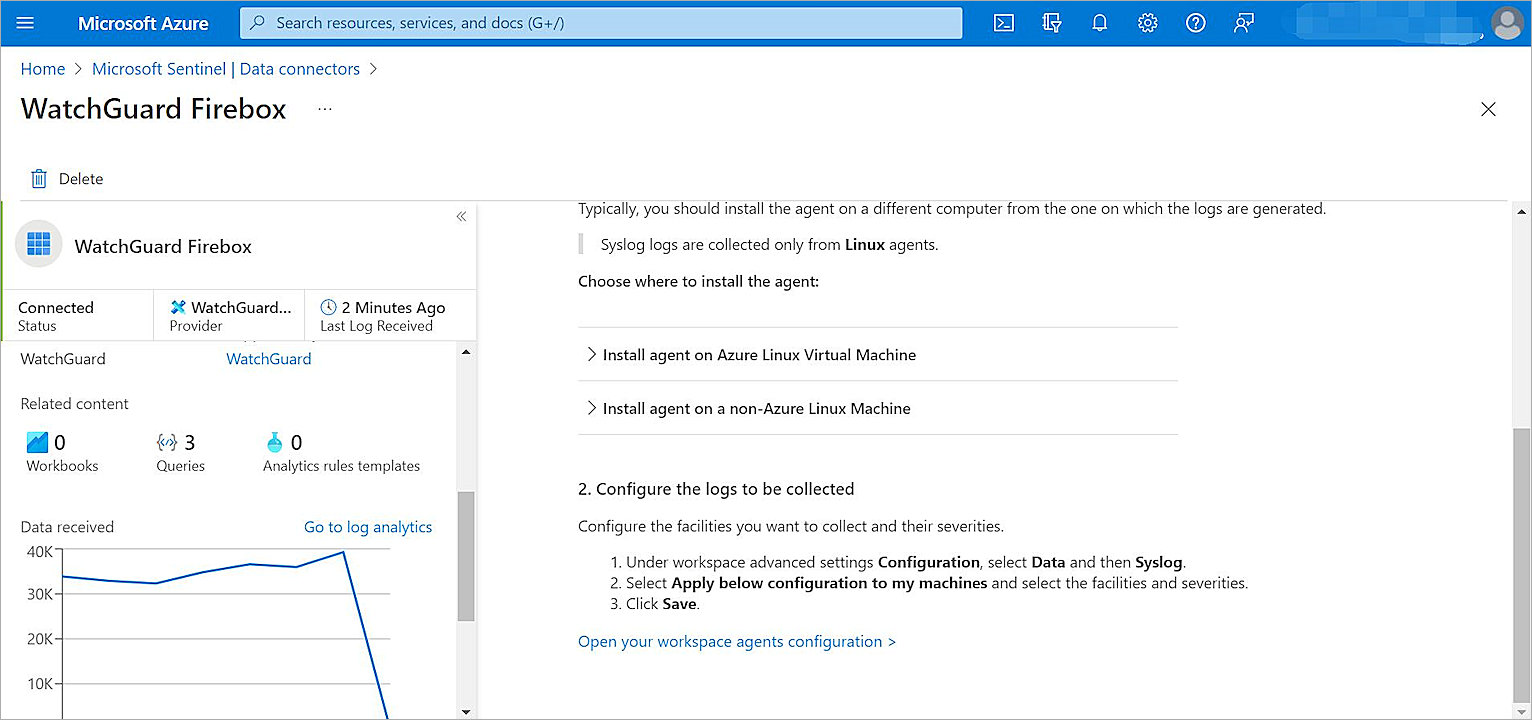 Microsoft Azure
Search resources, services, and docs (G+/)
Home > Microsoft Sentinel | Data connectors >
WatchGuard Firebox ...
Delete
WatchGuard Firebox
Connected
Status
WatchGuard...
Provider
2 Minutes Ago
Last Log Received
WatchGuard WatchGuard
Related content
0 3 0
Workbooks Queries Analytics rules templates
Data received Go to log analytics
40K
30K
20K
10K
Typically, you should install the agent on a different computer from the one on which the logs are generated.
Syslog logs are collected only from Linux agents.
Choose where to install the agent:
Install agent on Azure Linux Virtual Machine
Install agent on a non-Azure Linux Machine
2. Configure the logs to be collected
Configure the facilities you want to collect and their severities.
1. Under workspace advanced settings Configuration, select Data and then Syslog.
2. Select Apply below configuration to my machines and select the facilities and severities.
3. Click Save.
Open your workspace agents configuration >